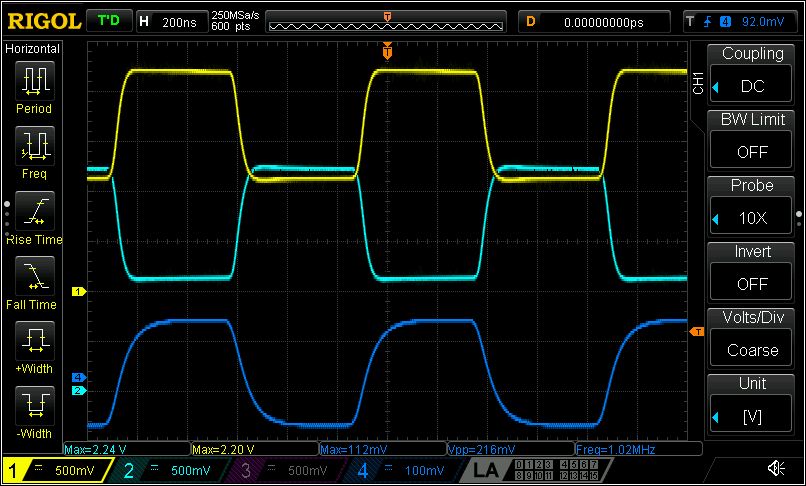 RIGOL T'D H 200ns 250MSa/s 600 pts T D 0.00000000ps T 4 92.0mV
Horizontal
Period
Freq
Rise Time
Fall Time
+Width
-Width
1
4
2
T
CH1
Coupling
DC
BW Limit
OFF
Probe
10X
Invert
OFF
Volts/Div
Coarse
Unit
[V]
Max=2.24 V Max=2.20 V Max=112mV Vpp=216mV Freq=1.02MHz
1 500mV 2 500mV 3 500mV 4 100mV LA 0 1 2 3 4 5 6 7
8 9 10 11 12 13 14 15